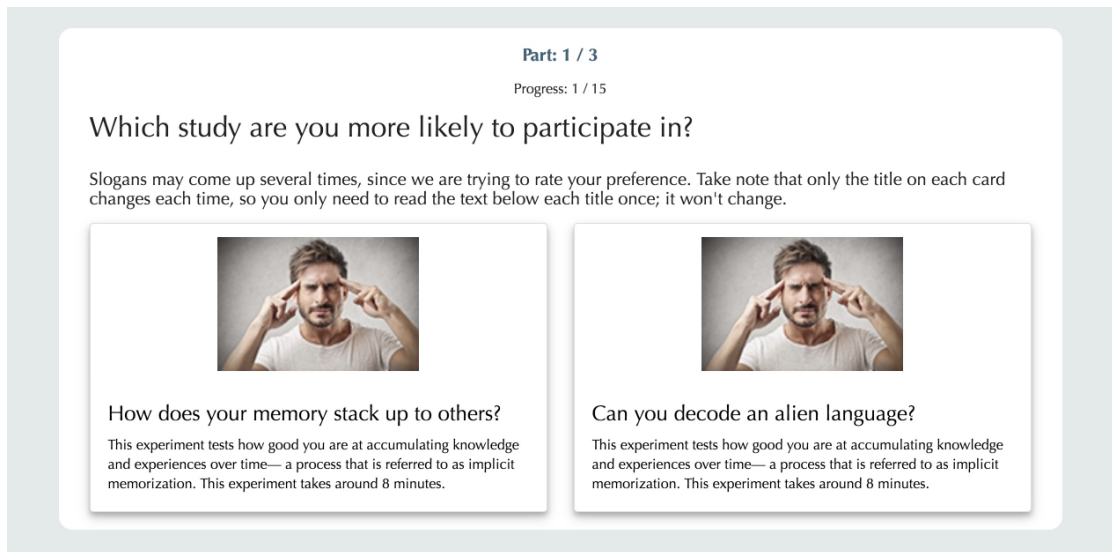 Part: 1 / 3
Progress: 1 / 15
Which study are you more likely to participate in?
Slogans may come up several times, since we are trying to rate your preference. Take note that only the title on each card
changes each time, so you only need to read the text below each title once; it won't change.
How does your memory stack up to others?
This experiment tests how good you are at accumulating knowledge
and experiences over time— a process that is referred to as implicit
memorization. This experiment takes around 8 minutes.
Can you decode an alien language?
This experiment tests how good you are at accumulating knowledge
and experiences over time— a process that is referred to as implicit
memorization. This experiment takes around 8 minutes.